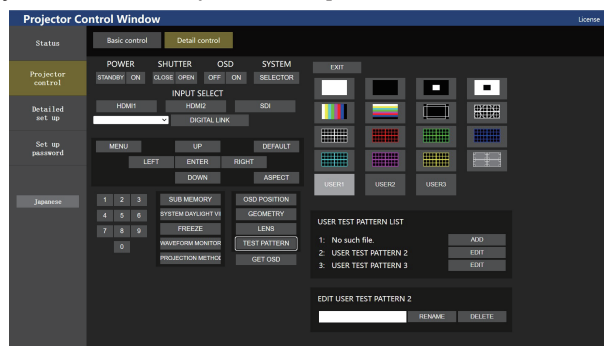 Projector Control Window
License
Status
Projector
control
Detailed
set up
Set up
password
Japanese
Basic control
Detail control
POWER SHUTTER OSD SYSTEM
STANDBY ON CLOSE OPEN OFF ON SELECTOR
INPUT SELECT
HDMI1 HDMI2 SDI
DIGITAL LINK
MENU UP DEFAULT
LEFT ENTER RIGHT
DOWN ASPECT
1 2 3
4 5 6
7 8 9
0
SUB MEMORY
SYSTEM DAYLIGHT VI
FREEZE
WAVEFORM MONITOR
PROJECTION METHOD
OSD POSITION
GEOMETRY
LENS
TEST PATTERN
GET OSD
EXIT
USER1 USER2 USER3
USER TEST PATTERN LIST
1: No such file. ADD
2: USER TEST PATTERN 2 EDIT
3: USER TEST PATTERN 3 EDIT
EDIT USER TEST PATTERN 2
RENAME DELETE